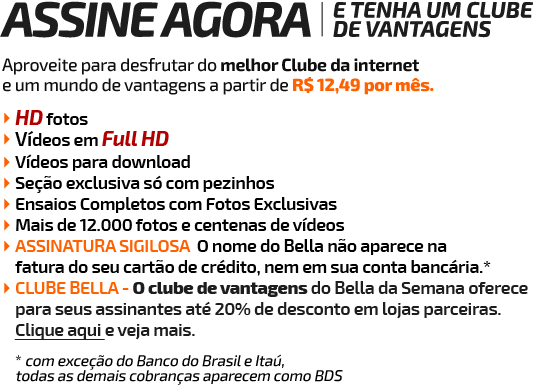 ASSINE AGORA | E TENHA UM CLUBE
DE VANTAGENS
Aproveite para desfrutar do melhor Clube da internet
e um mundo de vantagens a partir de R$ 12,49 por mês.
HD fotos
Vídeos em Full HD
Vídeos para download
Seção exclusiva só com pezinhos
Ensaios Completos com Fotos Exclusivas
Mais de 12.000 fotos e centenas de vídeos
ASSINATURA SIGILOSA O nome do Bella não aparece na
fatura do seu cartão de crédito, nem em sua conta bancária.*
CLUBE BELLA - O clube de vantagens do Bella da Semana oferece
para seus assinantes até 20% de desconto em lojas parceiras.
Clique aqui e veja mais.
* com exceção do Banco do Brasil e Itaú,
todas as demais cobranças aparecem como BDS